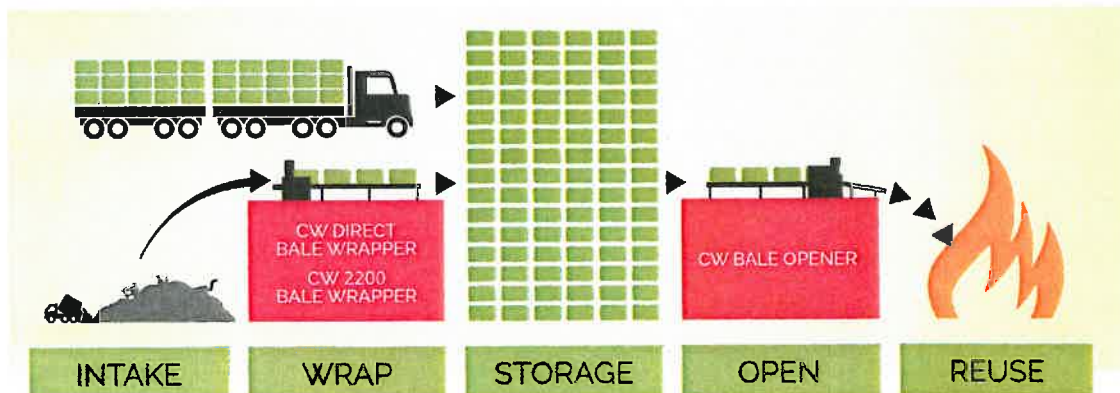 CW DIRECT
BALE WRAPPER
CW 2200
BALE WRAPPER
CW BALE OPENER
INTAKE
WRAP
STORAGE
OPEN
REUSE